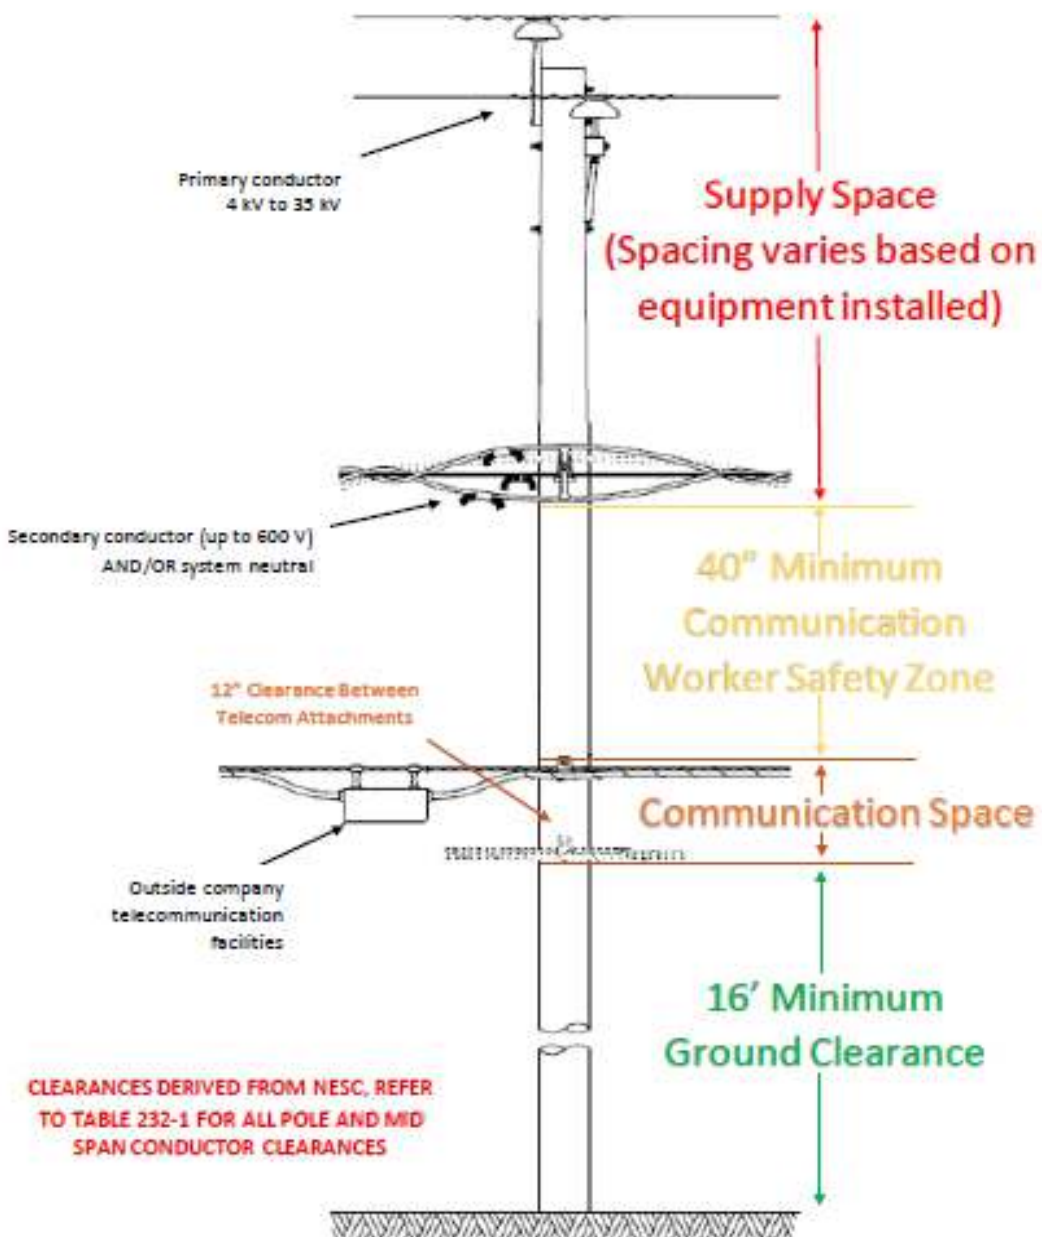 Primary conductor
4 kV to 35 kV
Supply Space
(Spacing varies based on
equipment installed)
Secondary conductor (up to 600 V)
AND/OR system neutral
40" Minimum
Communication
Worker Safety Zone
12" Clearance Between
Telecom Attachments
Communication Space
Outside company
telecommunication
facilities
16' Minimum
Ground Clearance
CLEARANCES DERIVED FROM NESC, REFER
TO TABLE 232-1 FOR ALL POLE AND MID
SPAN CONDUCTOR CLEARANCES